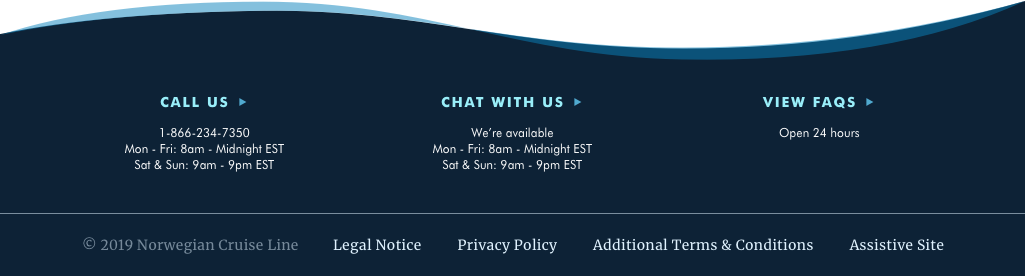 CALL US
1-866-234-7350
Mon - Fri: 8am - Midnight EST
Sat & Sun: 9am - 9pm EST
CHAT WITH US
We’re available
Mon - Fri: 8am - Midnight EST
Sat & Sun: 9am - 9pm EST
VIEW FAQS
Open 24 hours
© 2019 Norwegian Cruise Line Legal Notice Privacy Policy Additional Terms & Conditions Assistive Site